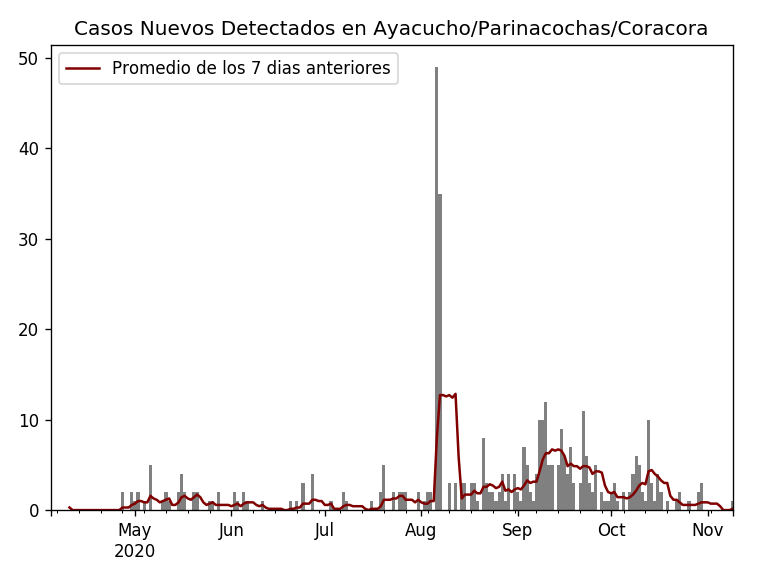 Casos Nuevos Detectados en Ayacucho/Parinacochas/Coracora
Promedio de los 7 dias anteriores
50
40
30
20
10
0
May Jun Jul Aug Sep Oct Nov
2020